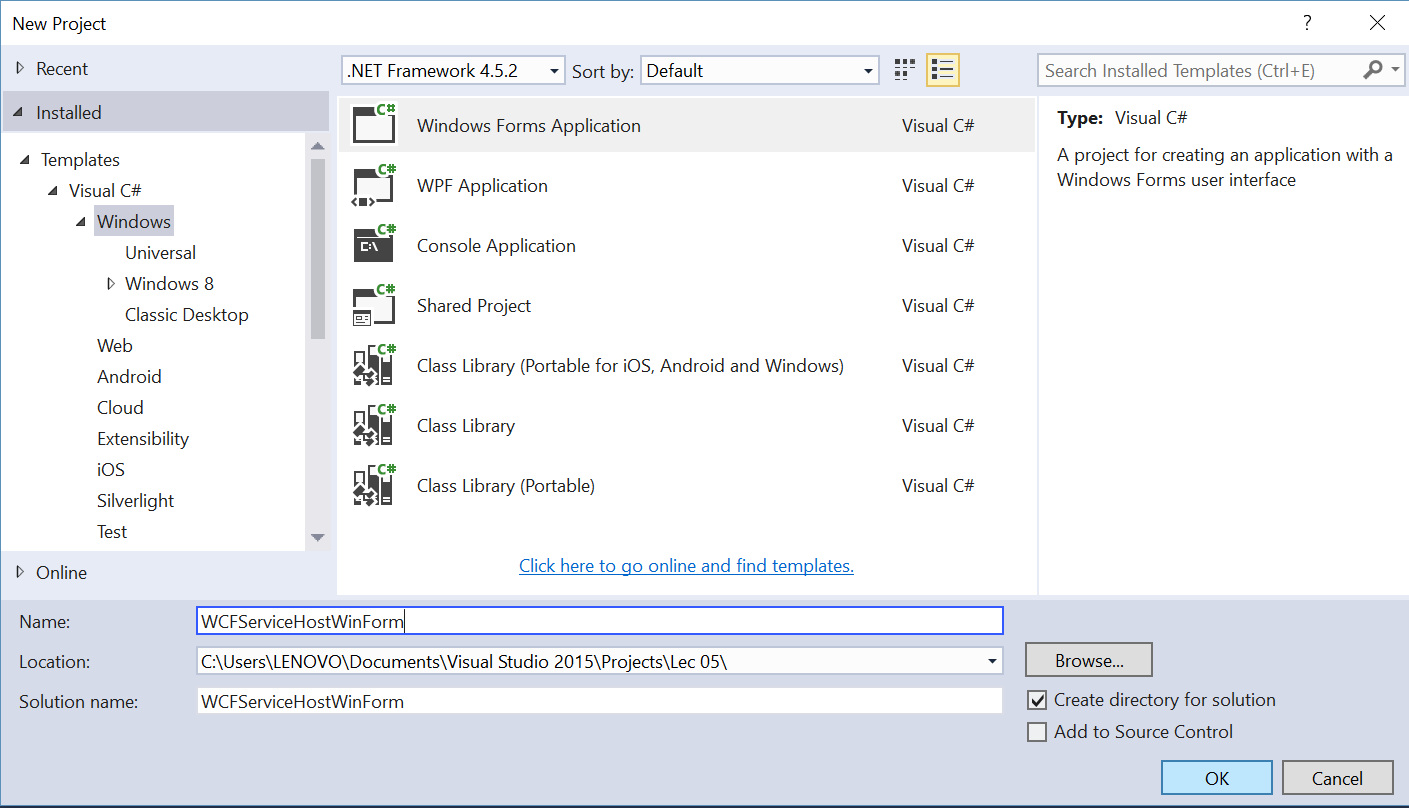 New Project
?
Recent
.NET Framework 4.5.2
Sort by:
Default
Search Installed Templates (Ctrl+E)
Installed
Templates
Visual C#
Windows
Universal
Windows 8
Classic Desktop
Web
Android
Cloud
Extensibility
iOS
Silverlight
Test
Online
C# Windows Forms Application Visual C#
C# WPF Application Visual C#
C# C:\ Console Application Visual C#
C# Shared Project Visual C#
C# Class Library (Portable for iOS, Android and Windows) Visual C#
C# Class Library Visual C#
C# Class Library (Portable) Visual C#
Click here to go online and find templates.
Type: Visual C#
A project for creating an application with a
Windows Forms user interface
Name: WCFServiceHostWinForm
Location: C:\Users\LENOVO\Documents\Visual Studio 2015\Projects\Lec 05\
Browse...
Solution name: WCFServiceHostWinForm
Create directory for solution
Add to Source Control
OK
Cancel